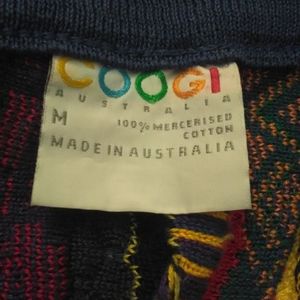 COOGI
AUSTRALIA
M
100% MERCERISED
COTTON
MADE IN AUSTRALIA